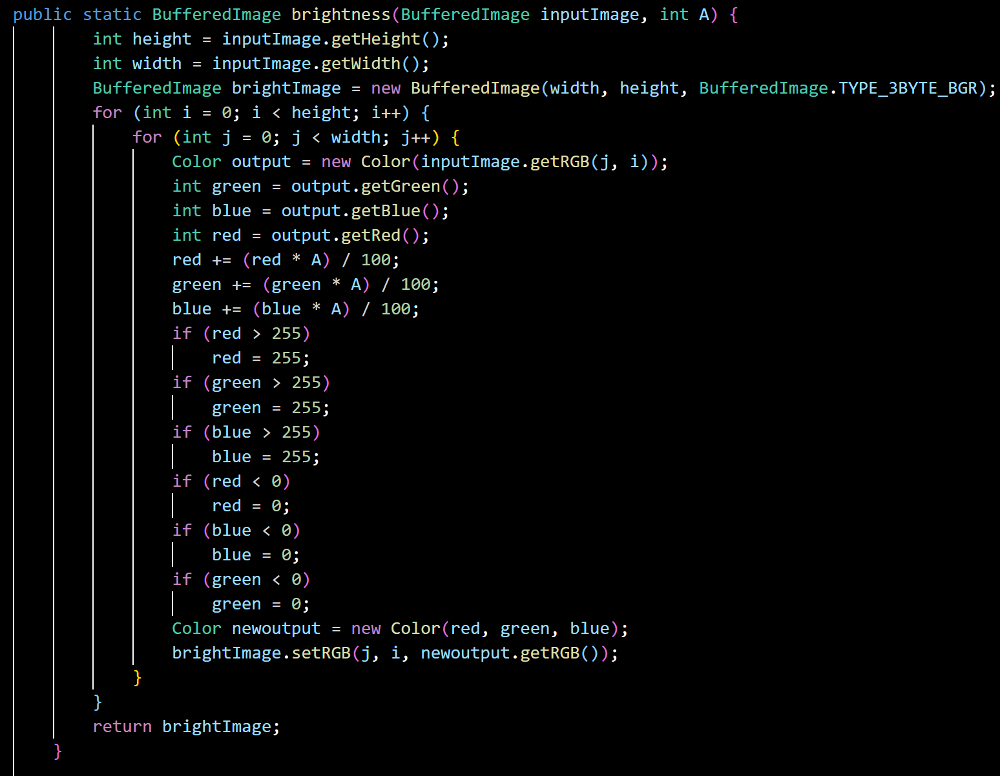 public static BufferedImage brightness(BufferedImage inputImage, int A) {
int height = inputImage.getHeight();
int width = inputImage.getWidth();
BufferedImage brightImage = new BufferedImage(width, height, BufferedImage.TYPE_3BYTE_BGR);
for (int i = 0; i < height; i++) {
for (int j = 0; j < width; j++) {
Color output = new Color(inputImage.getRGB(j, i));
int green = output.getGreen();
int blue = output.getBlue();
int red = output.getRed();
red += (red * A) / 100;
green += (green * A) / 100;
blue += (blue * A) / 100;
if (red > 255)
red = 255;
if (green > 255)
green = 255;
if (blue > 255)
blue = 255;
if (red < 0)
red = 0;
if (blue < 0)
blue = 0;
if (green < 0)
green = 0;
Color newoutput = new Color(red, green, blue);
brightImage.setRGB(j, i, newoutput.getRGB());
}
}
return brightImage;
}